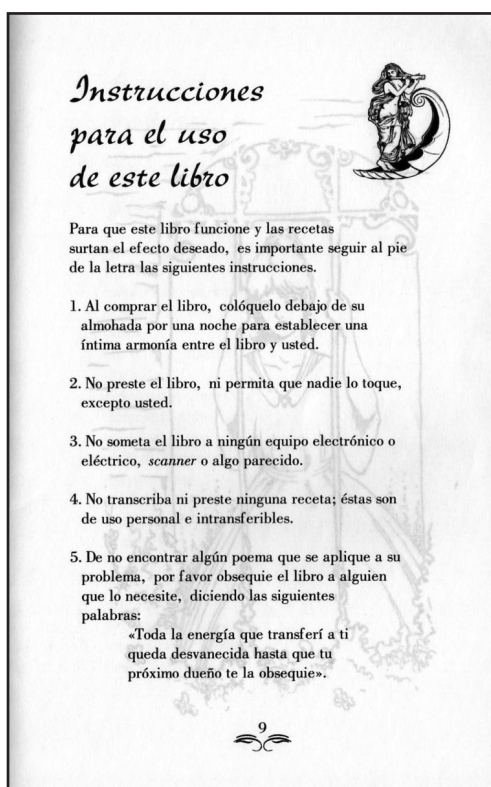 Instrucciones
para el uso
de este libro
Para que este libro funcione y las recetas
surtan el efecto deseado, es importante seguir al pie
de la letra las siguientes instrucciones.
1. Al comprar el libro, colóquelo debajo de su
almohada por una noche para establecer una
íntima armonía entre el libro y usted.
2. No preste el libro, ni permita que nadie lo toque,
excepto usted.
3. No someta el libro a ningún equipo electrónico o
eléctrico, scanner o algo parecido.
4. No transcriba ni preste ninguna receta; éstas son
de uso personal e intransferibles.
5. De no encontrar algún poema que se aplique a su
problema, por favor obsequie el libro a alguien
que lo necesite, diciendo las siguientes
palabras:
«Toda la energía que transferí a ti
queda desvanecida hasta que tu
próximo dueño te la obsequie».
9